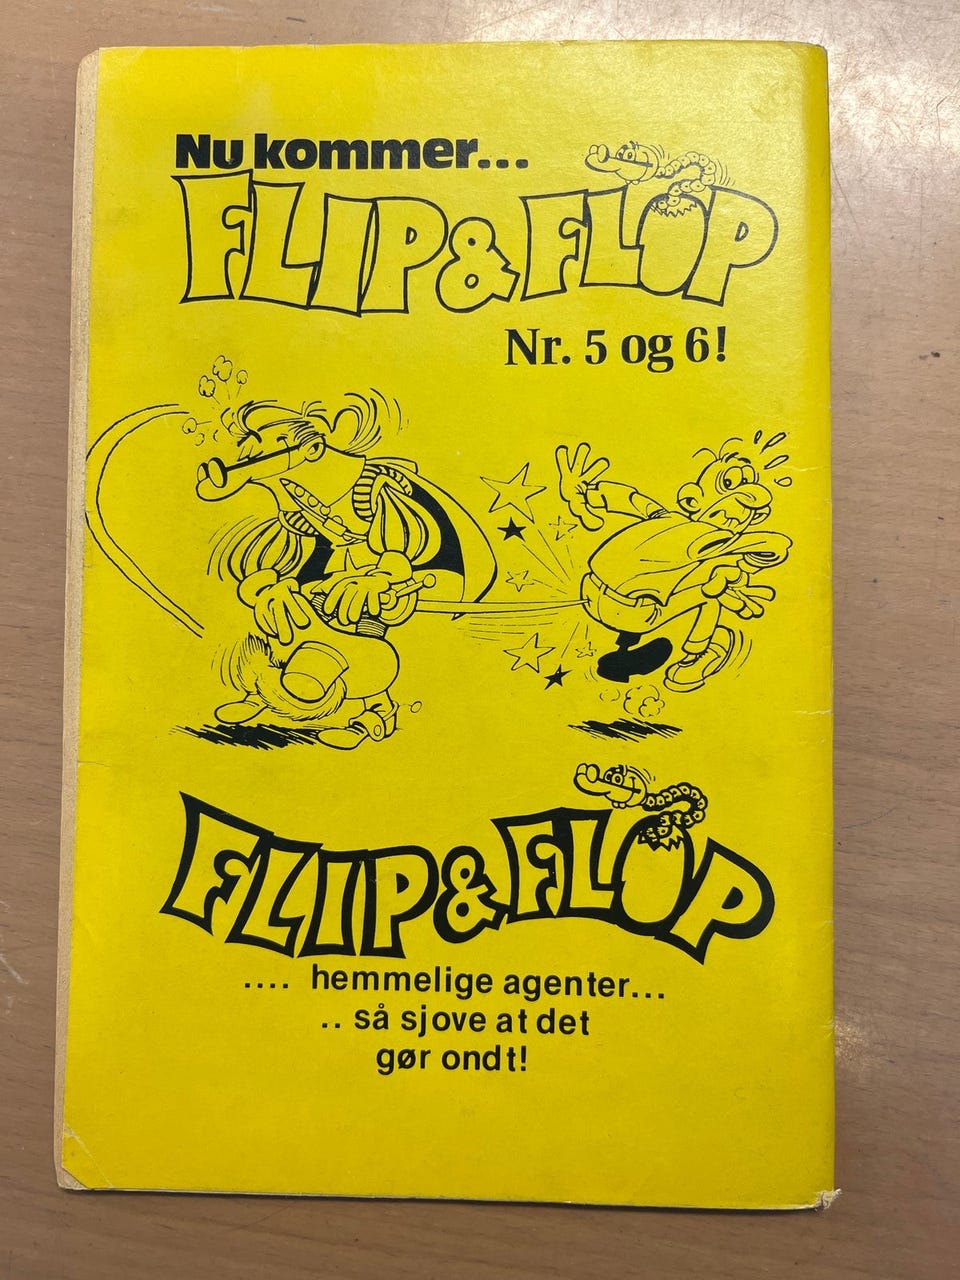 Nu kommer...
FLIP & FLOP
Nr. 5 og 6!
FLIP & FLOP
.... hemmelige agenter...
.. så sjove at det
gør ondt!